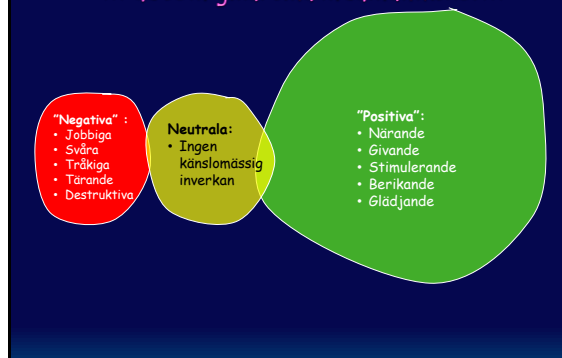 "Negativa" :
• Jobbiga
• Svåra
• Tråkiga
• Tärande
• Destruktiva
Neutrala:
• Ingen
känslomässig
inverkan
"Positiva":
• Närande
• Givande
• Stimulerande
• Berikande
• Glädjande